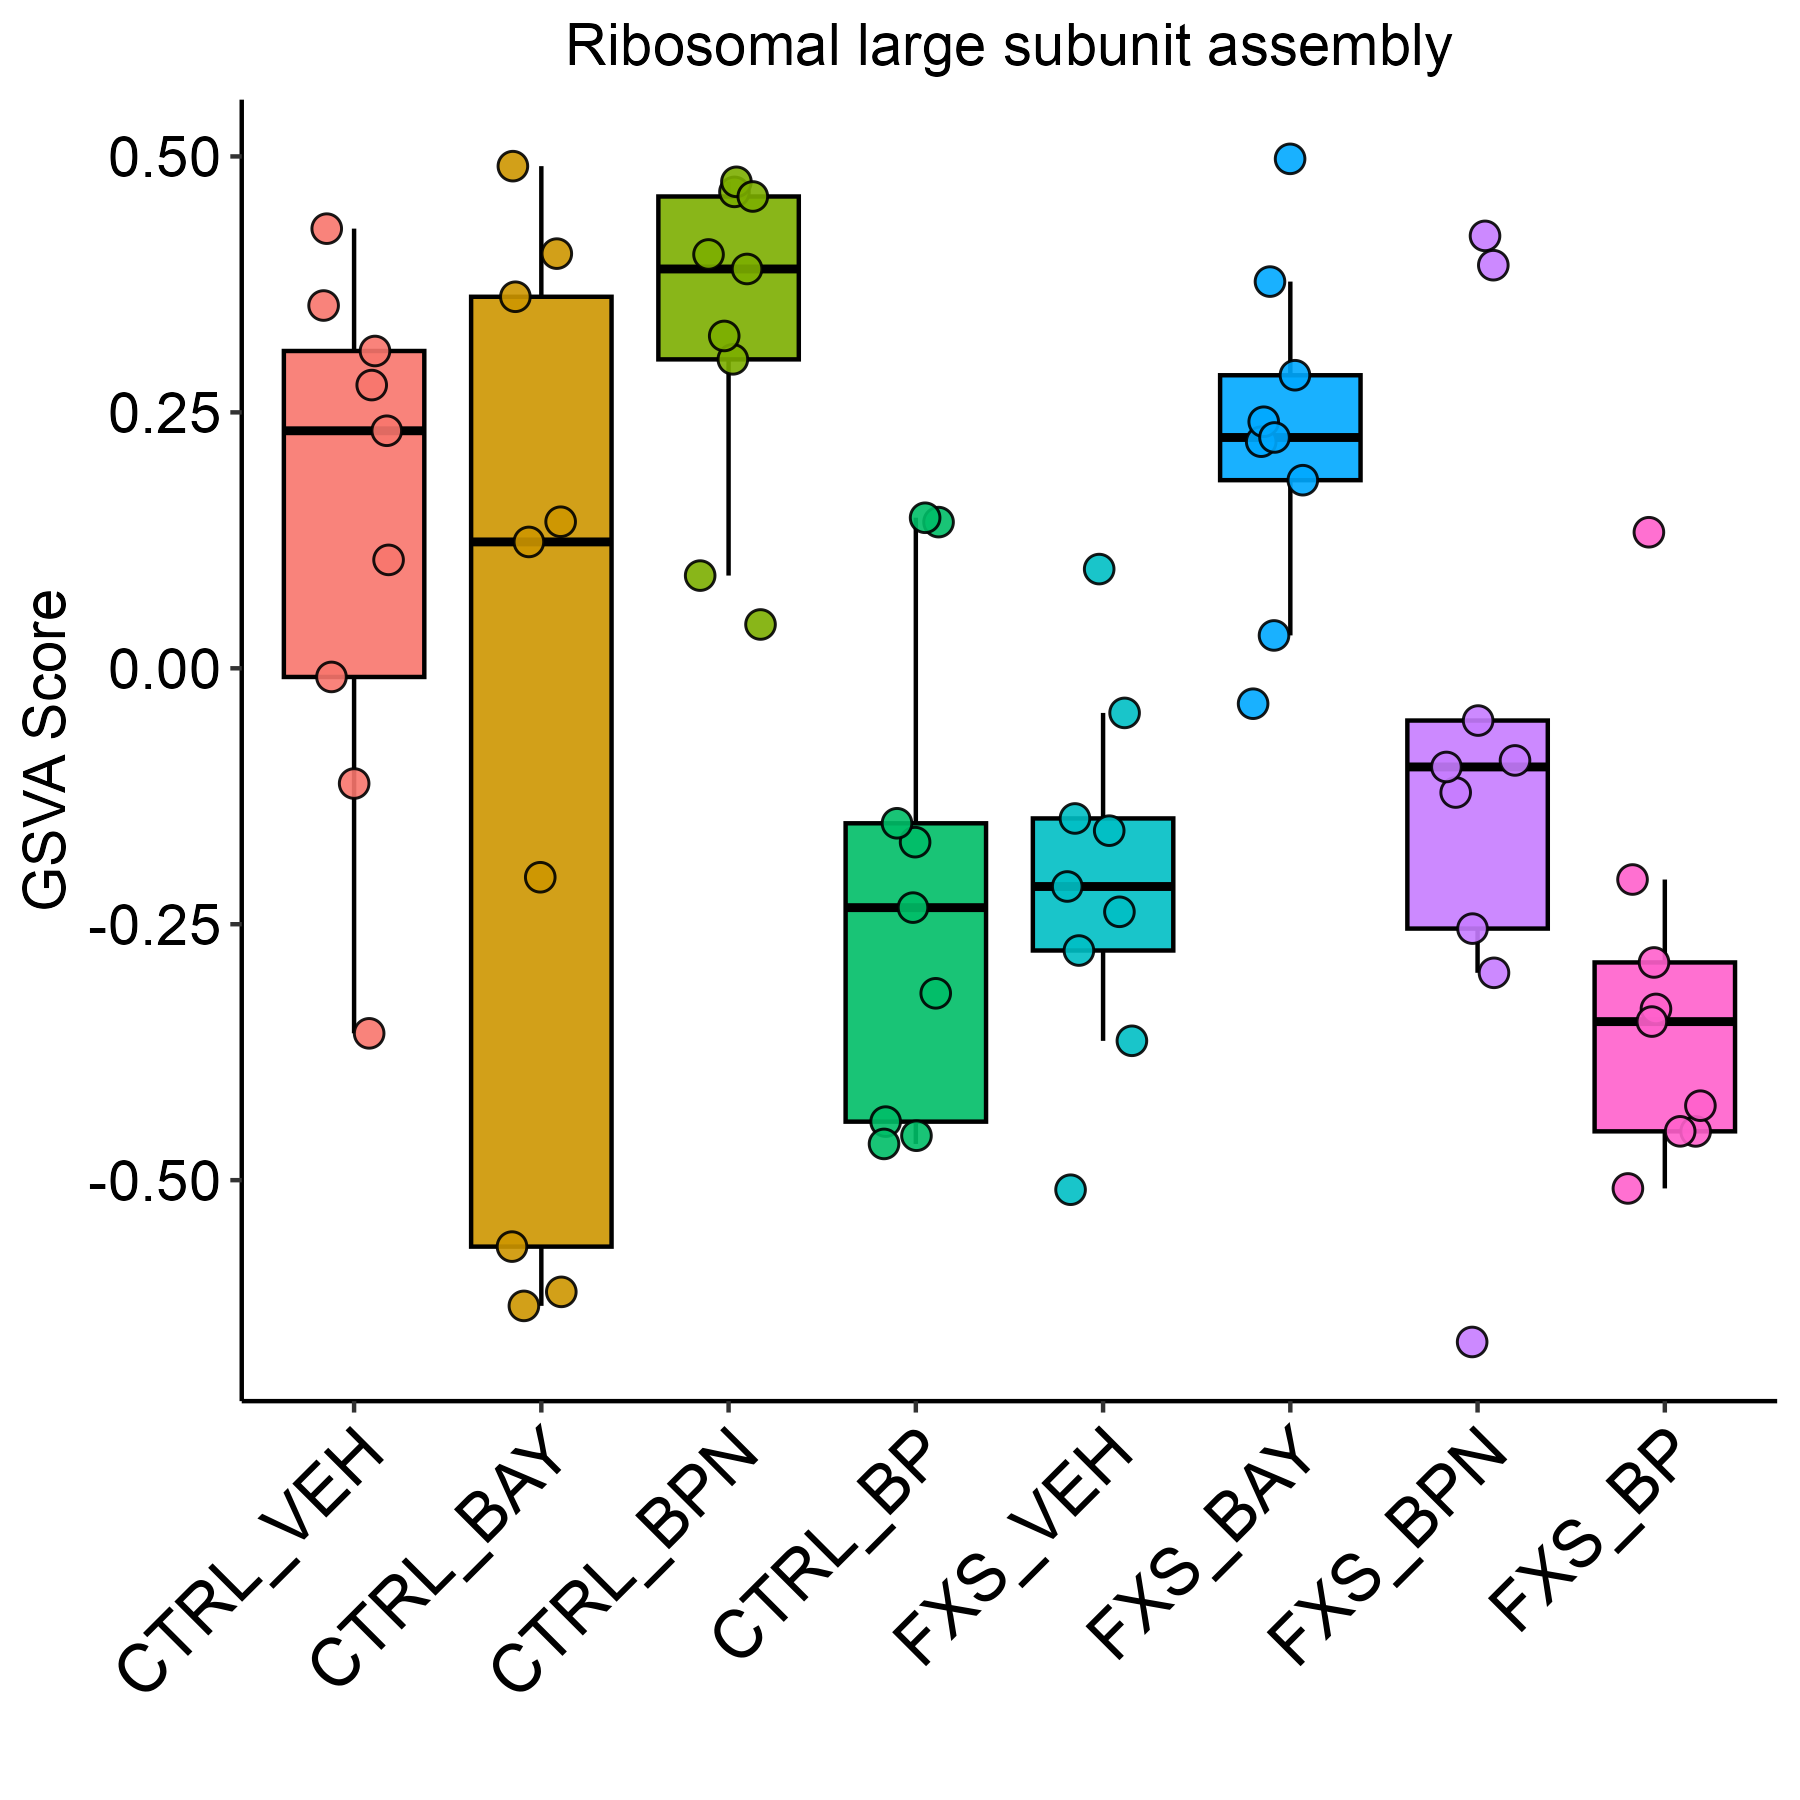 Ribosomal large subunit assembly
GSVA Score
0.50
0.25
0.00
-0.25
-0.50
CTRL_VEH
CTRL_BAY
CTRL_BPN
CTRL_BP
FXS_VEH
FXS_BAY
FXS_BPN
FXS_BP